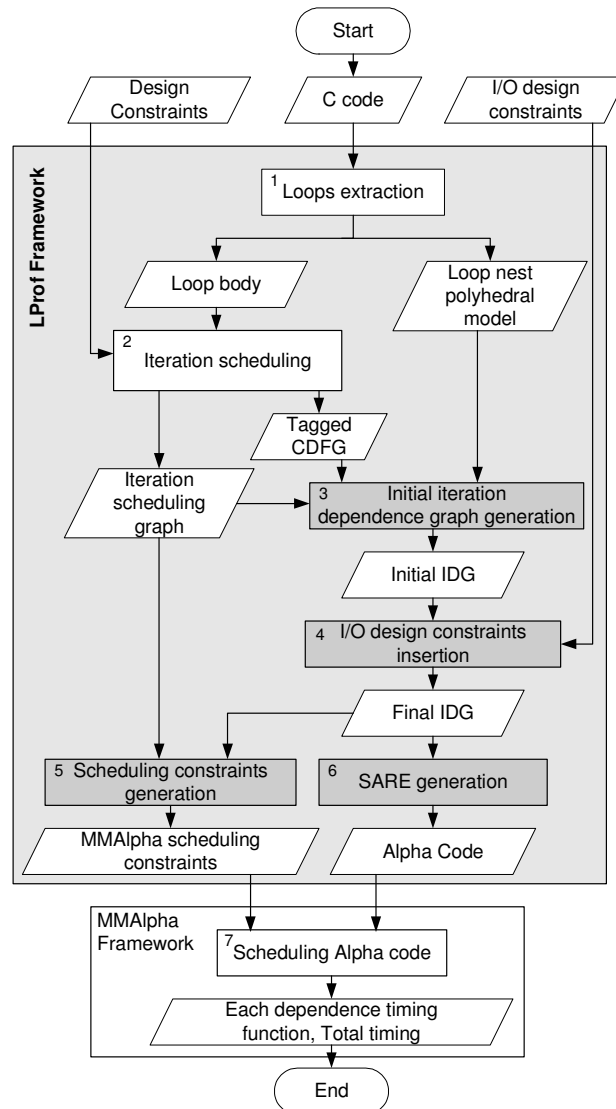 Start
Design
Constraints
C code
I/O design
constraints
LProf Framework
1
Loops extraction
Loop body
Loop nest
polyhedral
model
2
Iteration scheduling
Tagged
CDFG
Iteration
scheduling
graph
3
Initial iteration
dependence graph generation
Initial IDG
4
I/O design constraints
insertion
Final IDG
5
Scheduling constraints
generation
6
SARE generation
MMAlpha scheduling
constraints
Alpha Code
MMAlpha
Framework
7
Scheduling Alpha code
Each dependence timing
function, Total timing
End